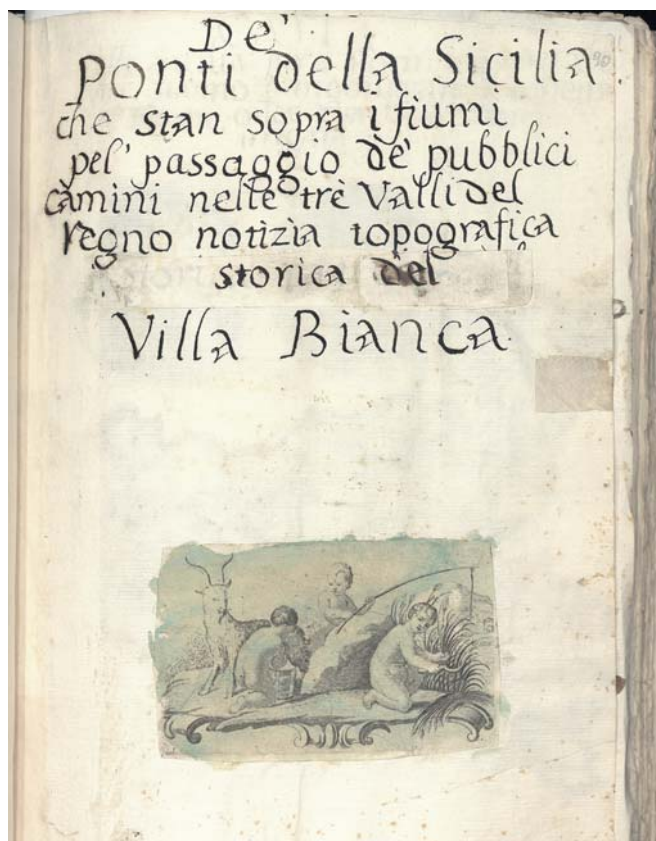 De'
Ponti della Sicilia
che stan sopra i fiumi
pel' passaggio de' pubblici
camini nelle trè Valli del
regno notizia topografica
storica del
Villa Bianca
90